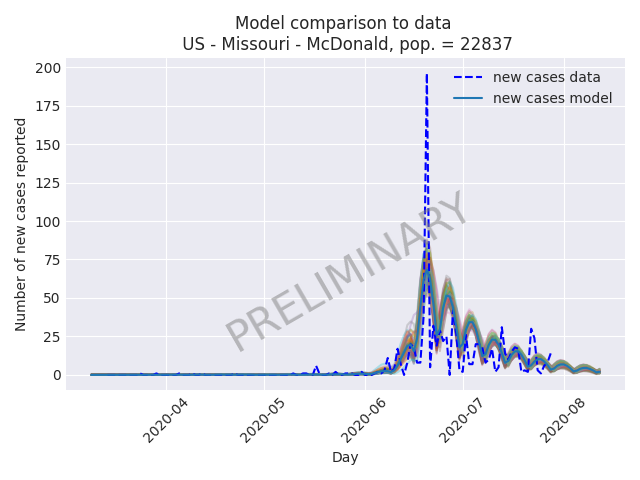 Model comparison to data
US - Missouri - McDonald, pop. = 22837
200
175
150
125
100
75
50
25
0
Number of new cases reported
new cases data
new cases model
PRELIMINARY
2020-04
2020-05
2020-06
2020-07
2020-08
Day